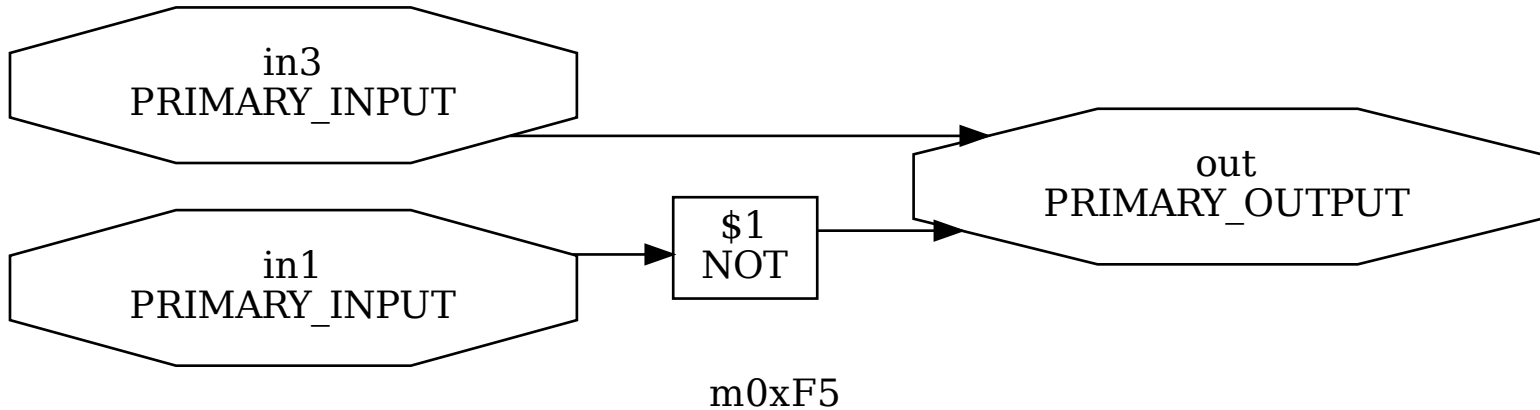 in3
PRIMARY_INPUT
out
PRIMARY_OUTPUT
$1
NOT
in1
PRIMARY_INPUT
m0xF5